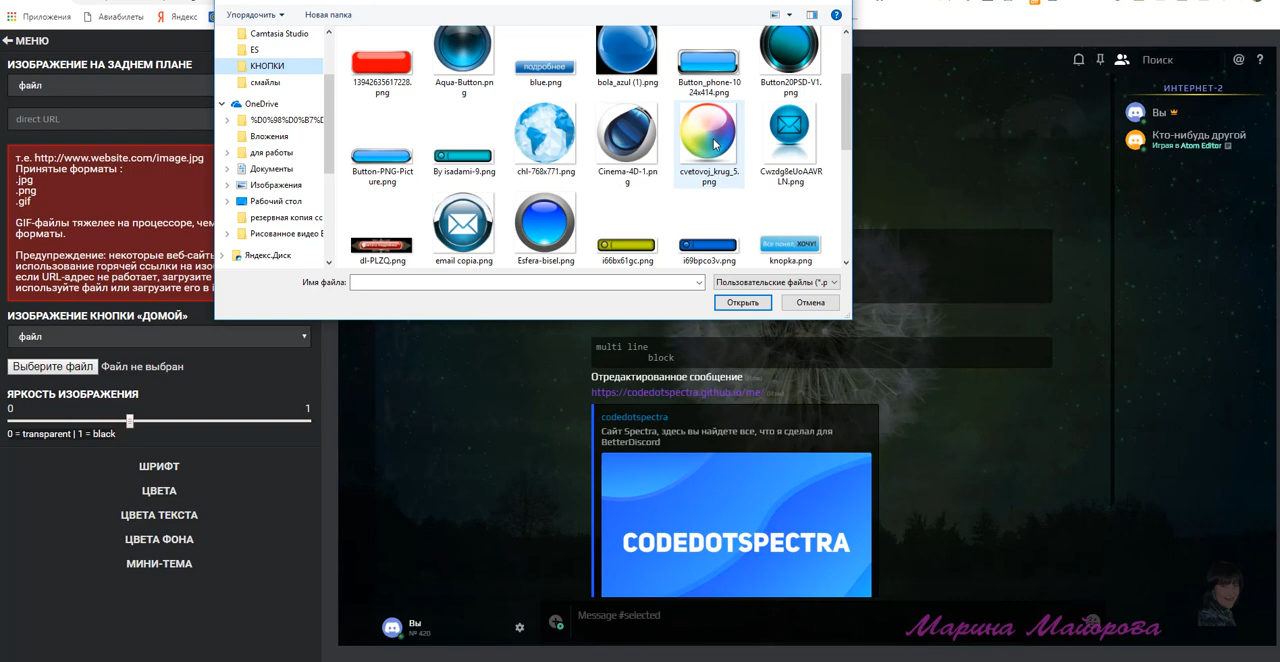 Приложения
Авиабилеты
Яндекс
МЕНЮ
ИЗОБРАЖЕНИЕ НА ЗАДНЕМ ПЛАНЕ
файл
direct URL
т.е. http://www.website.com/image.jpg
Принятые форматы :
.jpg
.png
.gif
GIF-файлы тяжелее на процессоре, чем
форматы.
Предупреждение: некоторые веб-сайты
использование горячей ссылки на изо
если URL-адрес не работает, загрузите
используйте файл или загрузите его в i
ИЗОБРАЖЕНИЕ КНОПКИ «ДОМОЙ»
файл
Выберите файл Файл не выбран
ЯРКОСТЬ ИЗОБРАЖЕНИЯ
0 1
0 = transparent | 1 = black
ШРИФТ
ЦВЕТА
ЦВЕТА ТЕКСТА
ЦВЕТА ФОНА
МИНИ-ТЕМА
Упорядочить Новая папка
Camtasia Studio
ES
КНОПКИ
смайлы
OneDrive
%D0%98%D0%B7%D
Вложения
для работы
Документы
Изображения
Рабочий стол
резервная копия сс
Рисованное видео Е
Яндекс.Диск
13942635617228.
png
Aqua-Button.pn
g
подробнее
blue.png
bola_azul (1).png
Button_phone-10
24x414.png
Button20PSD-V1.
png
Button-PNG-Pict
ure.png
By isadami-9.png
chl-768x771.png
Cinema-4D-1.pn
g
cvetovoj_krug_5.
png
Cwzdg8eUoAAVR
LN.png
dl-PLZQ.png
email copia.png
Esfera-bisel.png
i66bx61gc.png
i69bpco3v.png
Все понял, ХОЧУ!
knopka.png
Имя файла:
Пользовательские файлы (*.p
Открыть
Отмена
Поиск
@ ?
ИНТЕРНЕТ-2
Вы
Кто-нибудь другой
Играя в Atom Editor
multi line
block
Отредактированное сообщение
https://codedotspectra.github.io/me/
codedotspectra
Сайт Spectra, здесь вы найдете все, что я сделал для
BetterDiscord
CODEDOTSPECTRA
Вы
№ 420
Message #selected
Марина Майорова